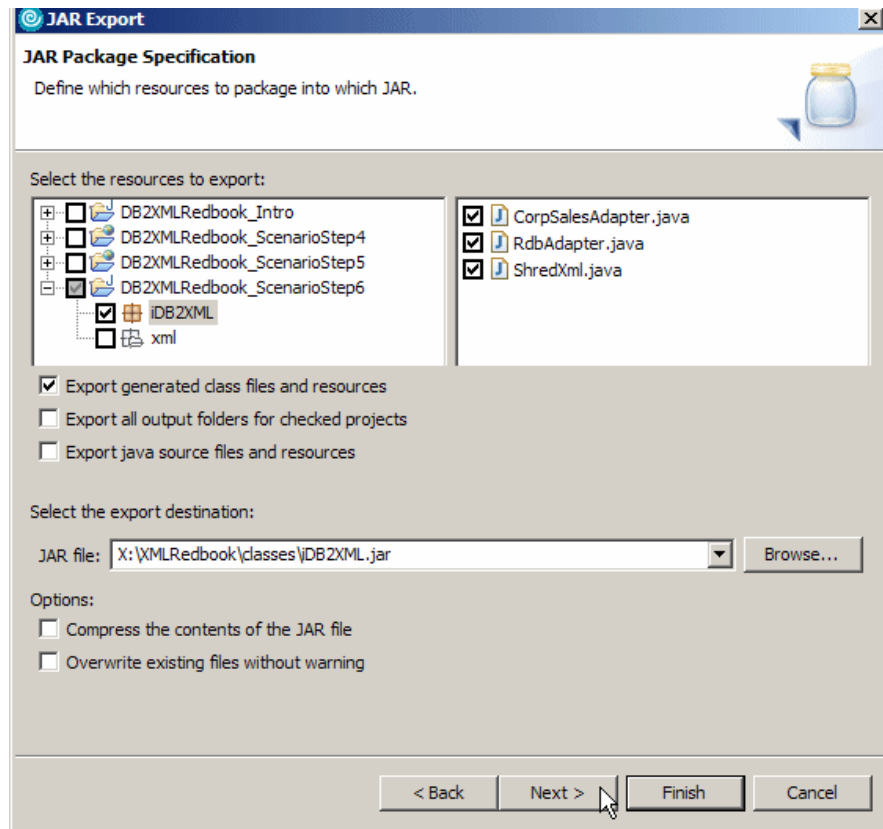 JAR Export
JAR Package Specification
Define which resources to package into which JAR.
Select the resources to export:
DB2XMLRedbook_Intro
DB2XMLRedbook_ScenarioStep4
DB2XMLRedbook_ScenarioStep5
DB2XMLRedbook_ScenarioStep6
iDB2XML
xml
CorpSalesAdapter.java
RdbAdapter.java
ShredXml.java
Export generated class files and resources
Export all output folders for checked projects
Export java source files and resources
Select the export destination:
JAR file: X:\XMLRedbook\classes\iDB2XML.jar Browse...
Options:
Compress the contents of the JAR file
Overwrite existing files without warning
< Back Next > Finish Cancel